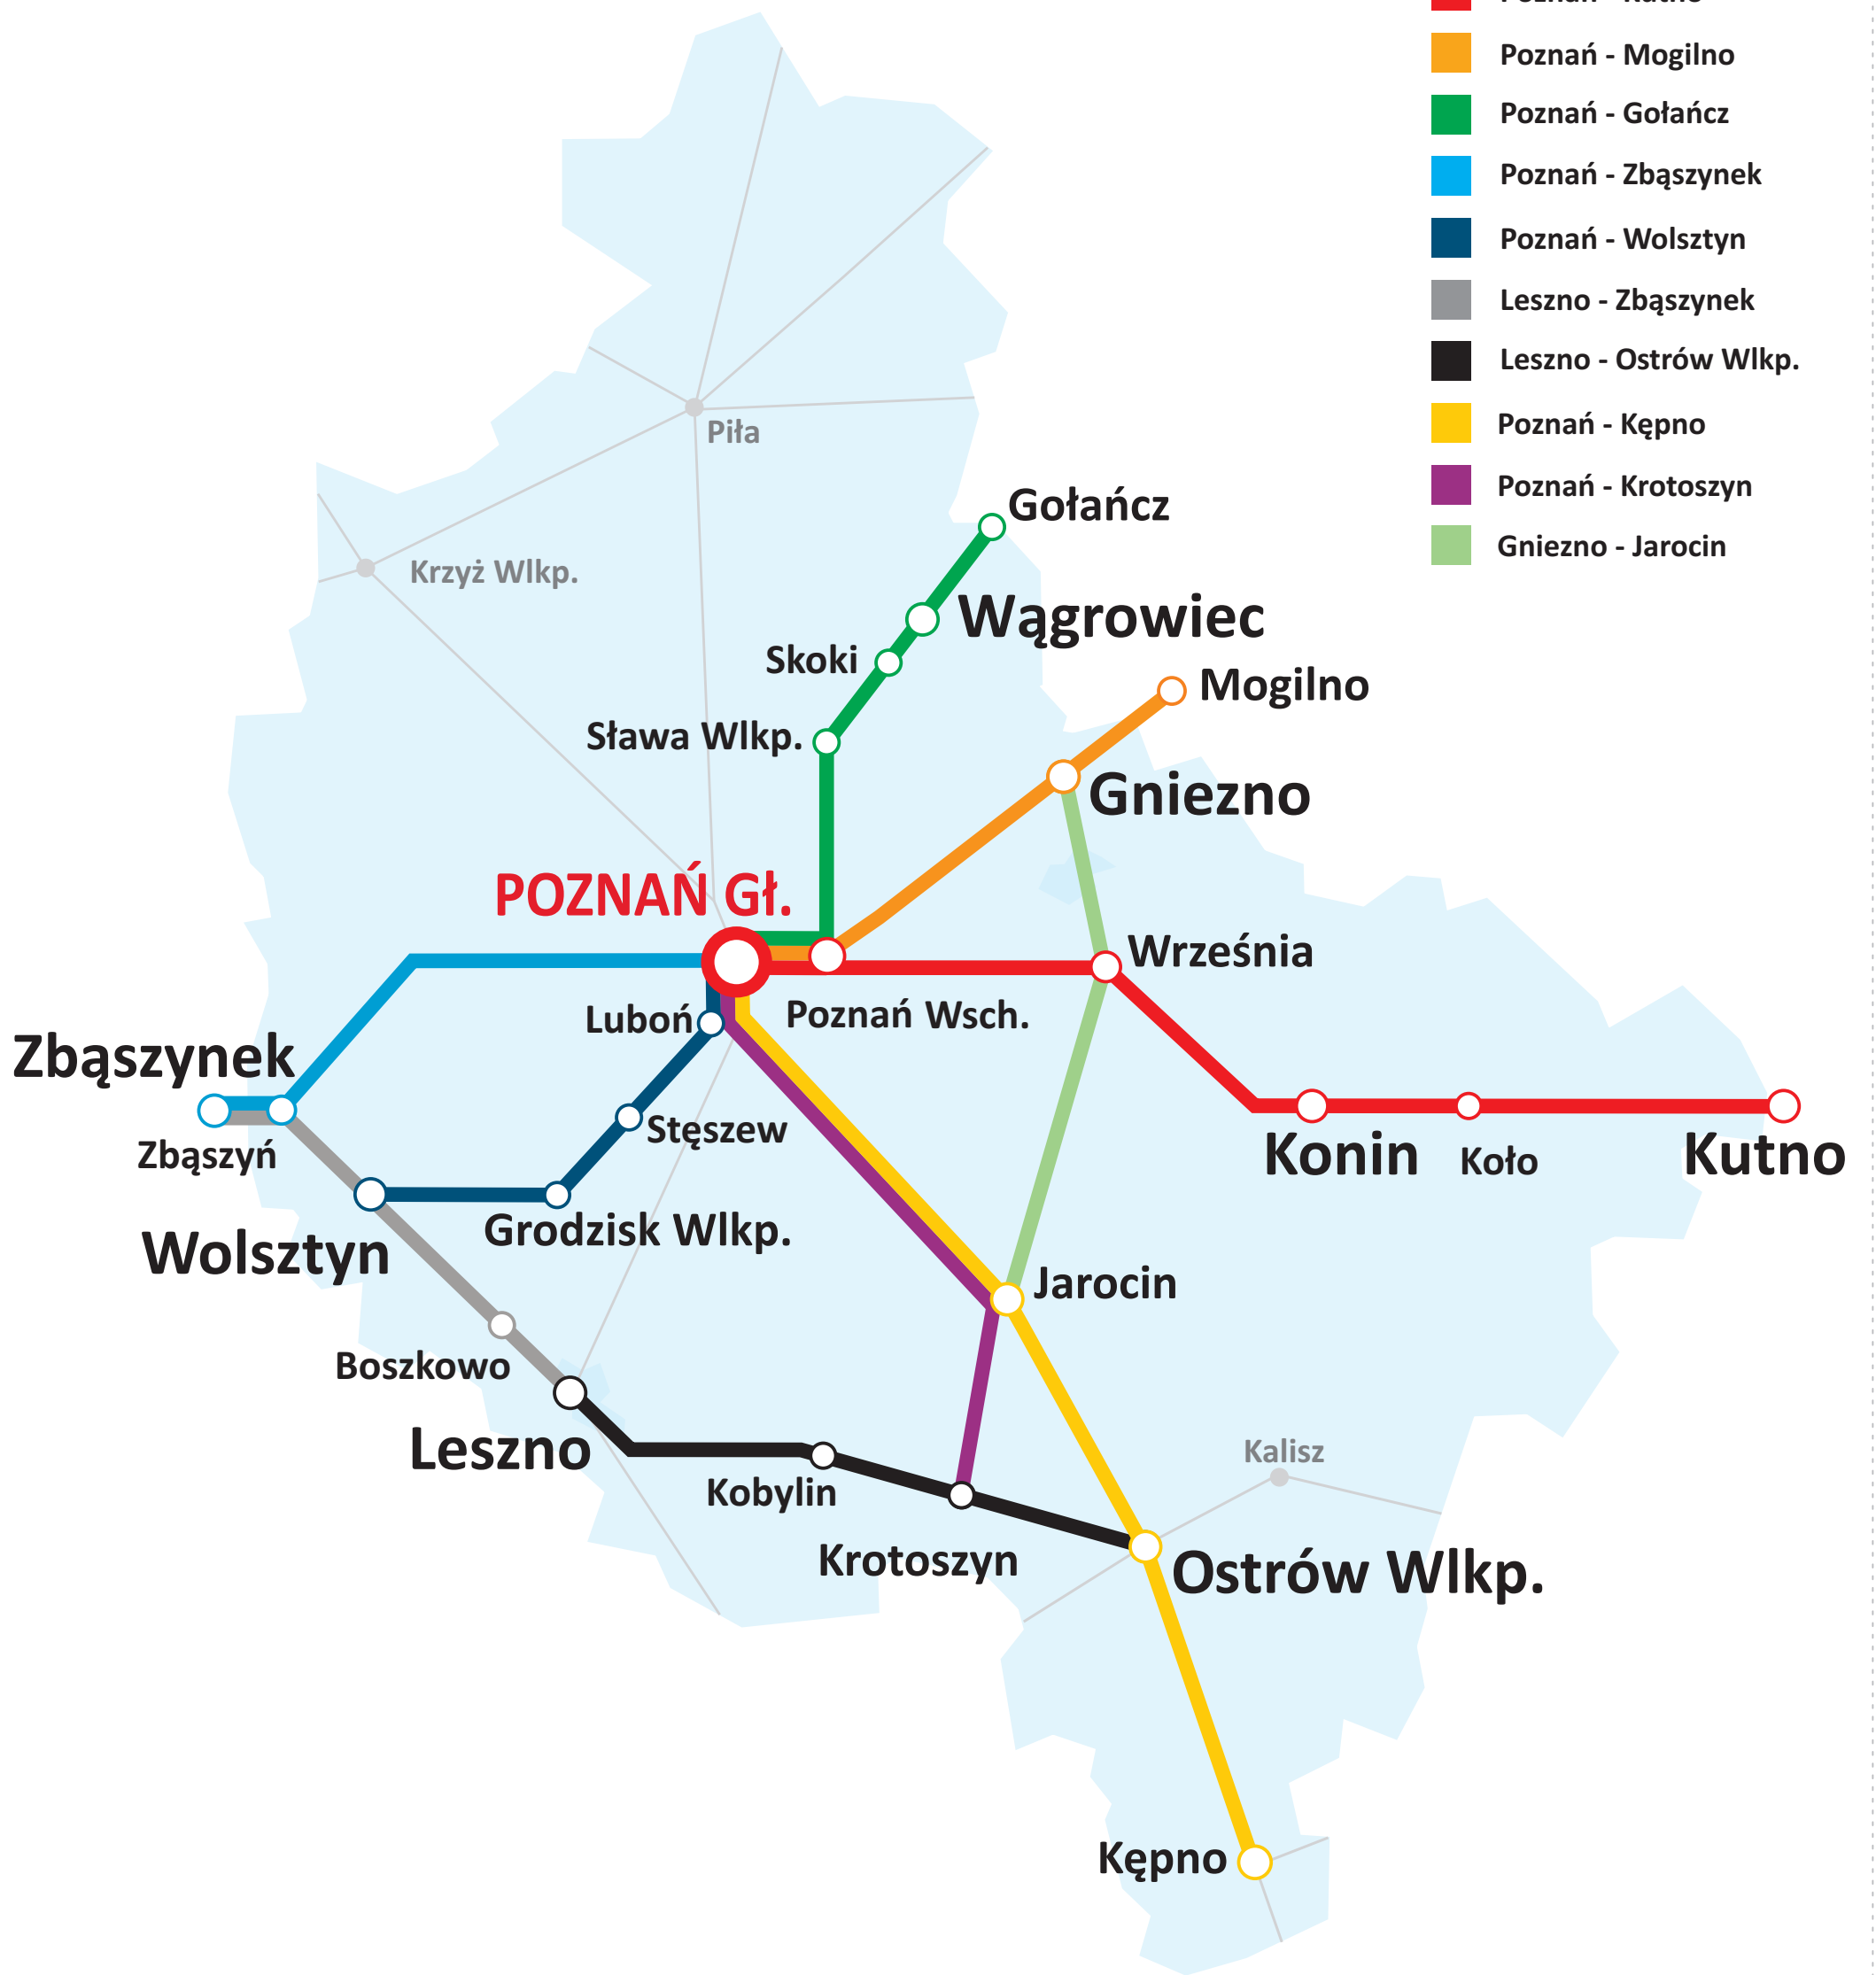 Poznań - Kutno
Poznań - Mogilno
Poznań - Gołańcz
Poznań - Zbąszynek
Poznań - Wolsztyn
Leszno - Zbąszynek
Leszno - Ostrów Wlkp.
Poznań - Kępno
Poznań - Krotoszyn
Gniezno - Jarocin
Piła
Gołańcz
Krzyż Wlkp.
Wągrowiec
Skoki
Mogilno
Sława Wlkp.
Gniezno
POZNAŃ Gł.
Września
Luboń
Poznań Wsch.
Zbąszynek
Stęszew
Zbąszyń
Konin
Koło
Kutno
Grodzisk Wlkp.
Wolsztyn
Jarocin
Boszkowo
Leszno
Kalisz
Kobylin
Krotoszyn
Ostrów Wlkp.
Kępno